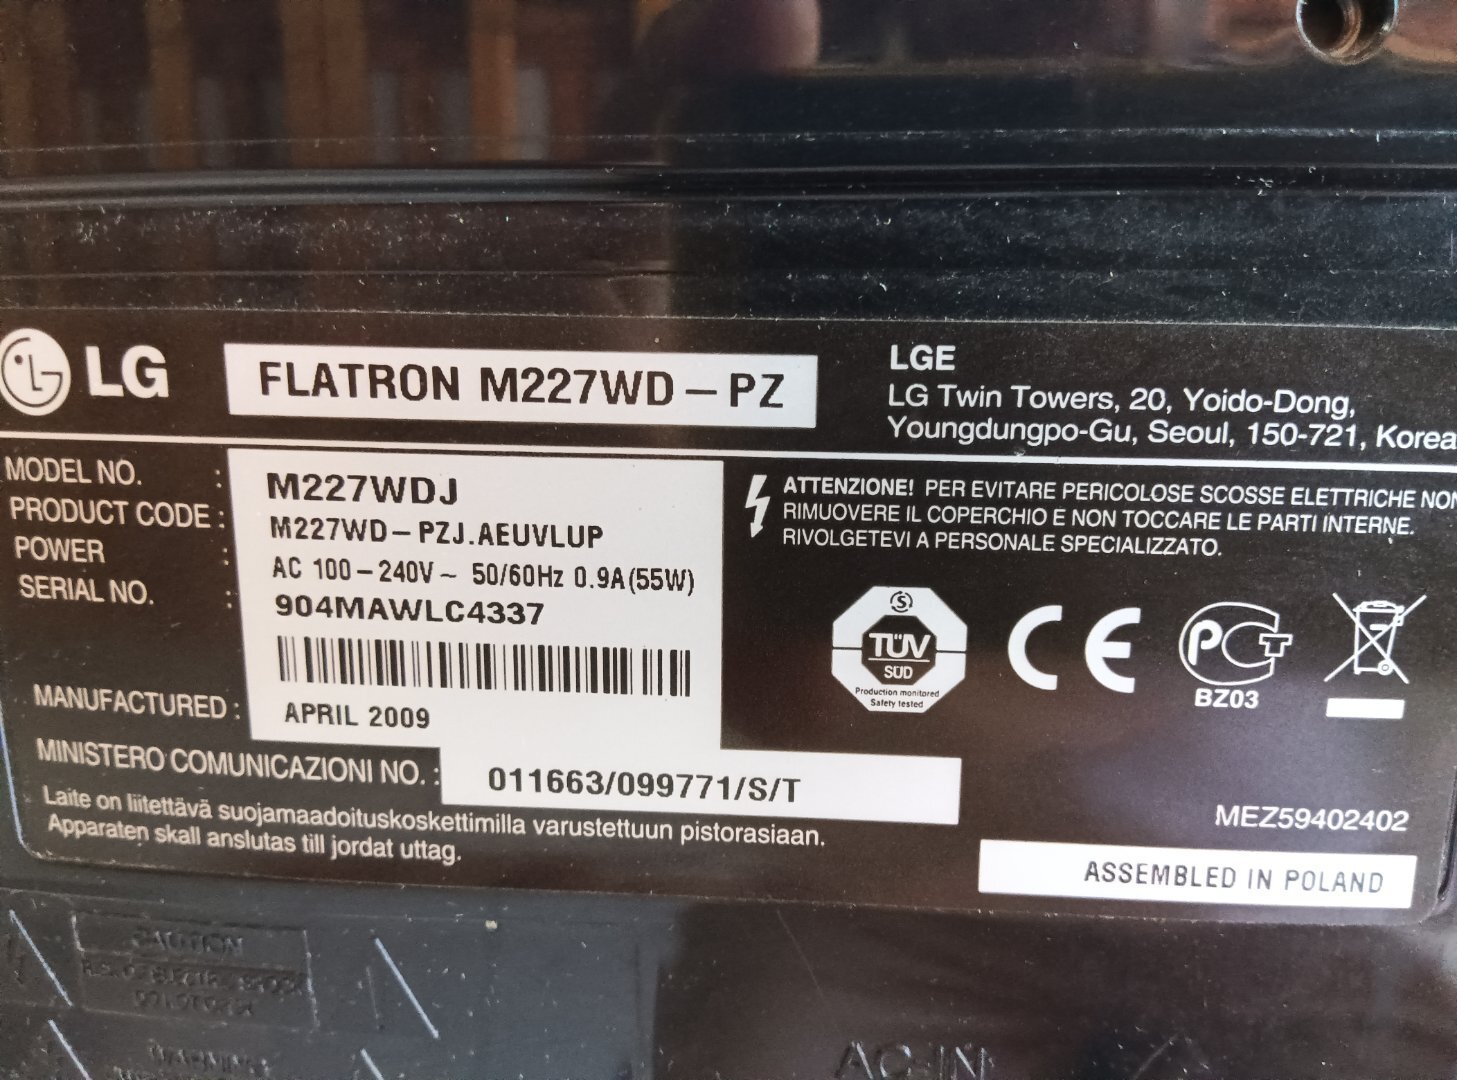 LG
FLATRON M227WD-PZ
LGE
LG Twin Towers, 20, Yoido-Dong,
Youngdungpo-Gu, Seoul, 150-721, Korea
MODEL NO. : M227WDJ
PRODUCT CODE : M227WD-PZJ.AEUVLUP
POWER : AC 100-240V~ 50/60Hz 0.9A(55W)
SERIAL NO. : 904MAWLC4337
MANUFACTURED : APRIL 2009
MINISTERO COMUNICAZIONI NO. : 011663/099771/S/T
Laite on liitettävä suojamaadoituskoskettimilla varustettuun pistorasiaan.
Apparaten skall anslutas till jordat uttag.
ATTENZIONE! PER EVITARE PERICOLOSE SCOSSE ELETTRICHE NON
RIMUOVERE IL COPERCHIO E NON TOCCARE LE PARTI INTERNE.
RIVOLGETEVI A PERSONALE SPECIALIZZATO.
S
TÜV
SÜD
Production monitored
Safety tested
CE
PCT
BZ03
MEZ59402402
ASSEMBLED IN POLAND
CAUTION
AC-IN